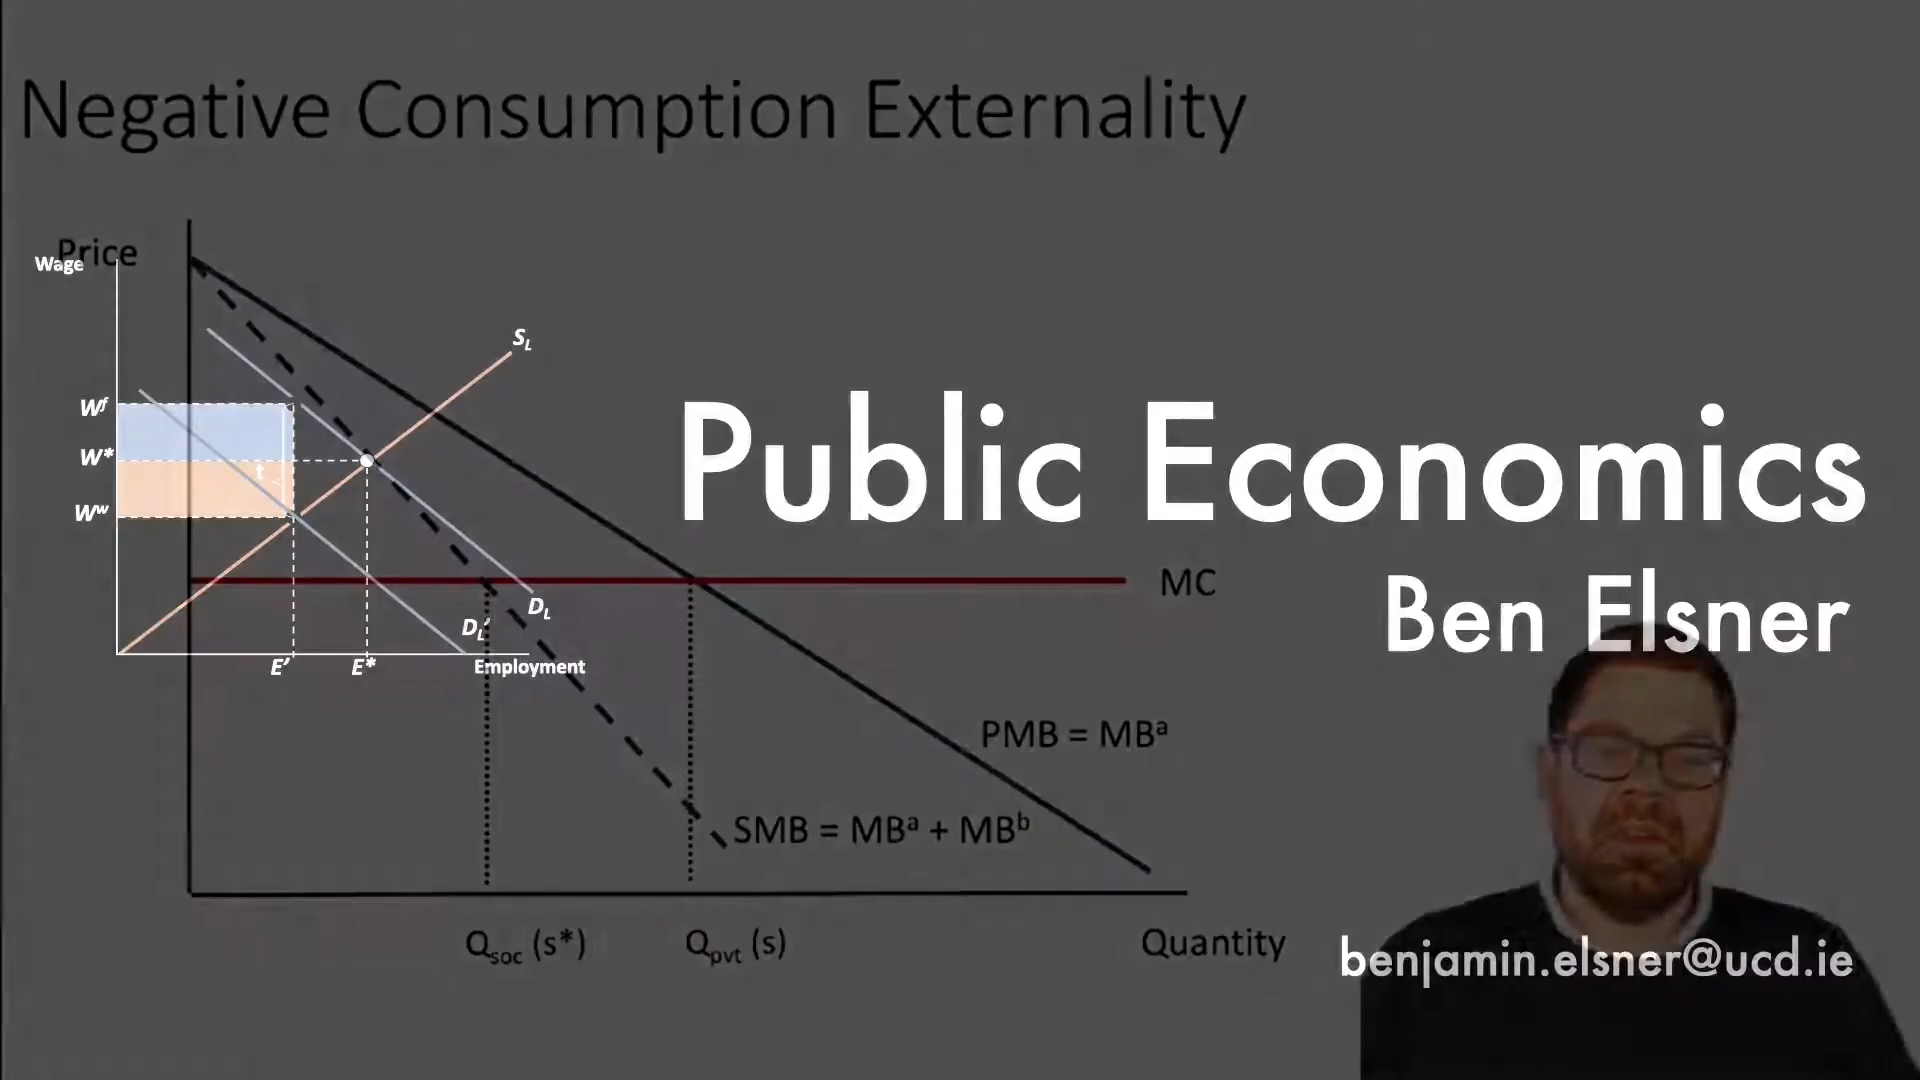 Negative Consumption Externality
Price
Wage
S_L
W^f
W*
t
W^w
MC
D_L
D_L'
E'
E*
Employment
Public Economics
Ben Elsner
PMB = MB^a
SMB = MB^a + MB^b
Q_soc (s*)
Q_pvt (s)
Quantity
benjamin.elsner@ucd.ie